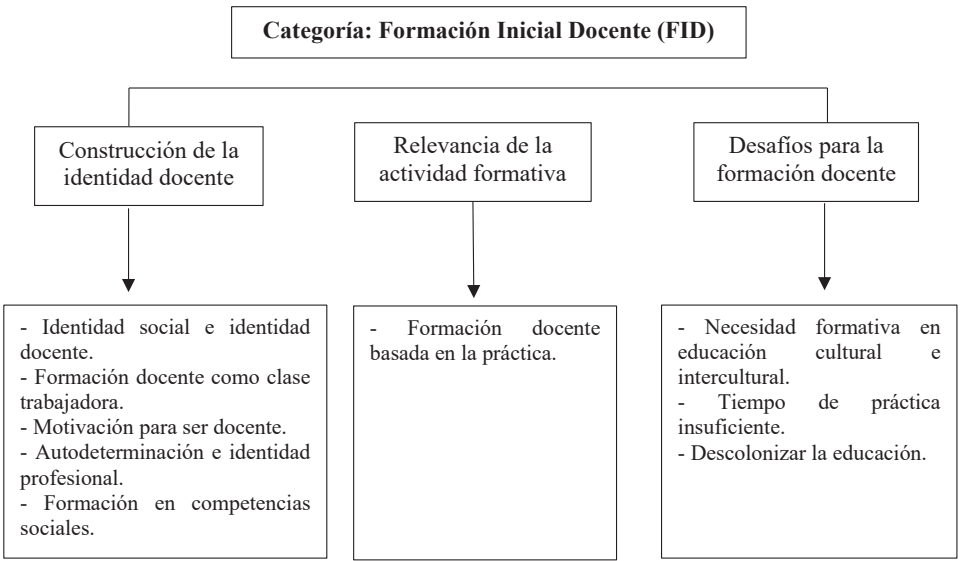 Categoría: Formación Inicial Docente (FID)
Construcción de la
identidad docente
Relevancia de la
actividad formativa
Desafíos para la
formación docente
- Identidad social e identidad
docente.
- Formación docente como clase
trabajadora.
- Motivación para ser docente.
- Autodeterminación e identidad
profesional.
- Formación en competencias
sociales.
- Formación docente
basada en la práctica.
- Necesidad formativa en
educación cultural e
intercultural.
- Tiempo de práctica
insuficiente.
- Descolonizar la educación.